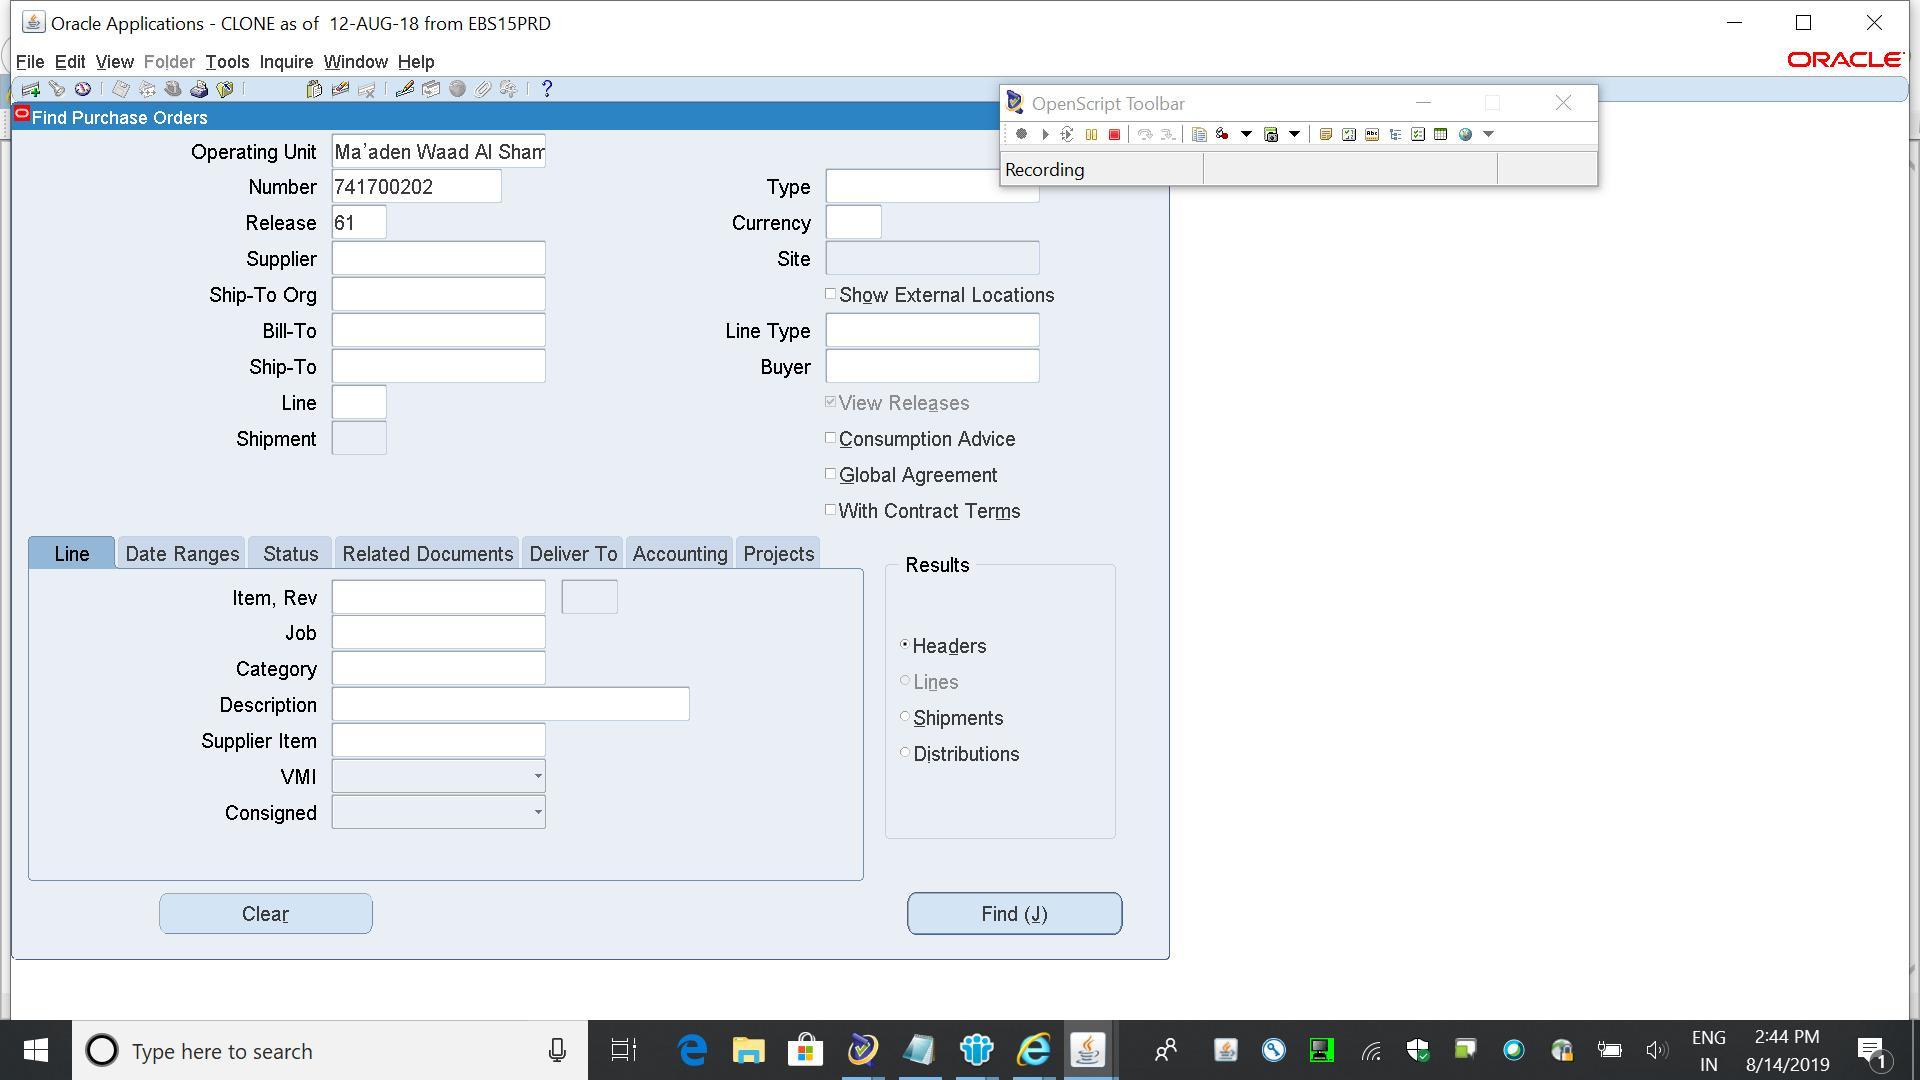 Oracle Applications - CLONE as of  12-AUG-18 from EBS15PRD
File Edit View Folder Tools Inquire Window Help
ORACLE
OpenScript Toolbar
Recording
Find Purchase Orders
Operating Unit Ma'aden Waad Al Sham
Number 741700202 Type
Release 61 Currency
Supplier Site
Ship-To Org Show External Locations
Bill-To Line Type
Ship-To Buyer
Line View Releases
Shipment Consumption Advice
Global Agreement
With Contract Terms
Line Date Ranges Status Related Documents Deliver To Accounting Projects
Results
Item, Rev
Job
Headers
Category
Lines
Description
Shipments
Supplier Item
Distributions
VMI
Consigned
Clear Find (J)
Type here to search
ENG
IN
2:44 PM
8/14/2019
1